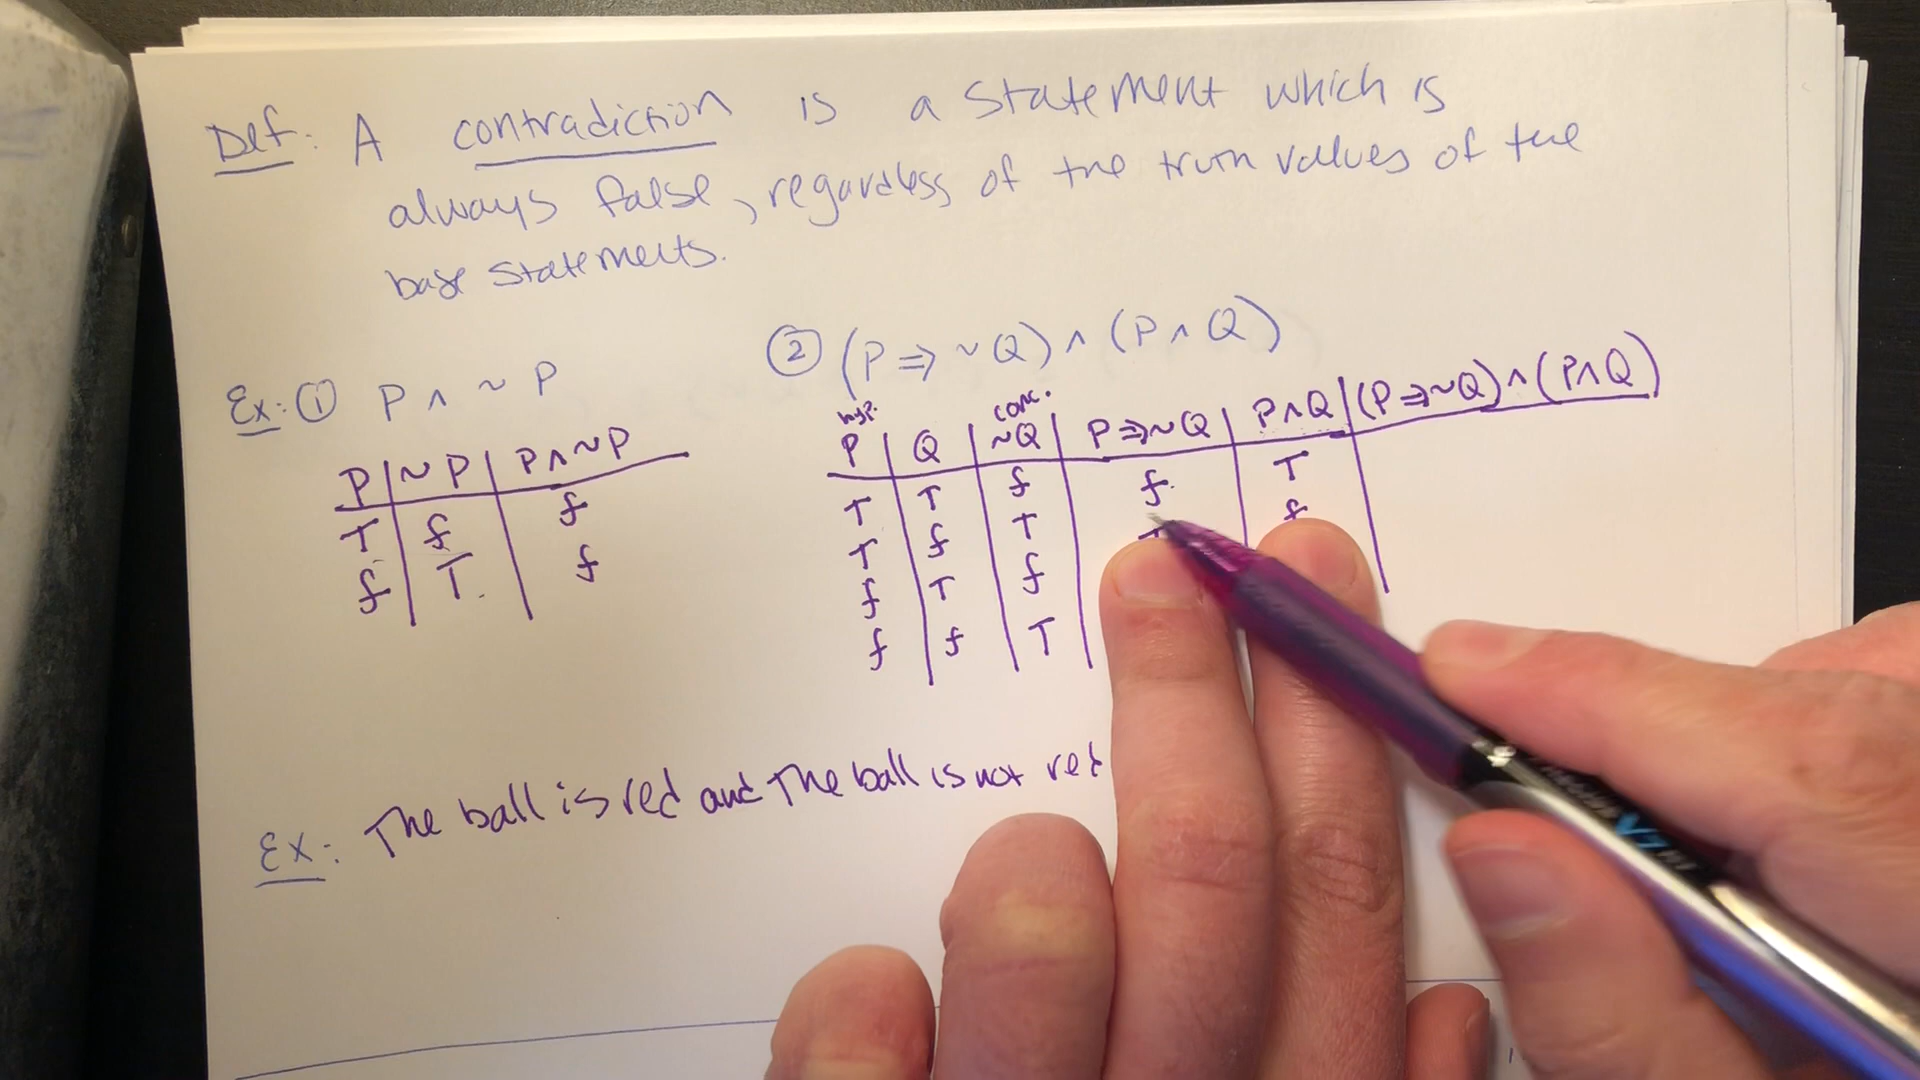 Def: A contradiction is a statement which is
always false, regardless of the truth values of the
base statements.
Ex: ① P ∧ ~P
P | ~P | P∧~P
T | f | f
f | T | f
② (P ⇒ ~Q) ∧ (P ∧ Q)
hyp. conc.
P | Q | ~Q | P⇒~Q | P∧Q | (P⇒~Q)∧(P∧Q)
T | T | f | f | T
T | f | T | T | f
f | T | f
f | f | T
Ex: The ball is red and The ball is not red